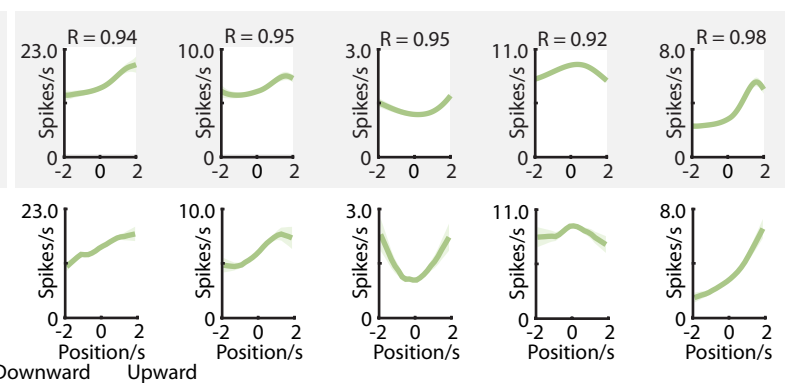 R = 0.94 R = 0.95 R = 0.95 R = 0.92 R = 0.98
23.0 10.0 3.0 11.0 8.0
Spikes/s Spikes/s Spikes/s Spikes/s Spikes/s
0 0 0 0 0
-2 0 2 -2 0 2 -2 0 2 -2 0 2 -2 0 2
23.0 10.0 3.0 11.0 8.0
Spikes/s Spikes/s Spikes/s Spikes/s Spikes/s
0 0 0 0 0
-2 0 2 -2 0 2 -2 0 2 -2 0 2 -2 0 2
Position/s Position/s Position/s Position/s Position/s
Downward Upward